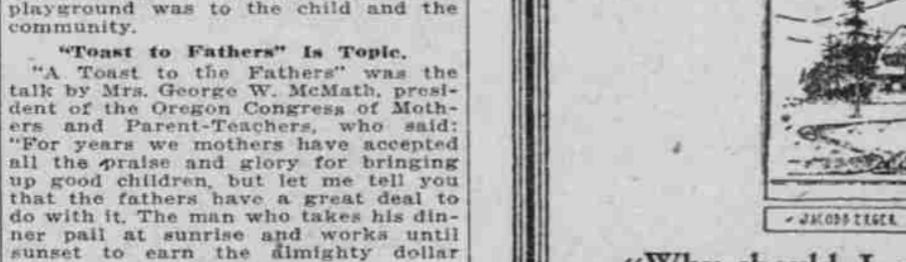 playground was to the child and the
community.
"Toast to Fathers" Is Topic.
"A Toast to the Fathers" was the
talk by Mrs. George W. McMath, presi-
dent of the Oregon Congress of Moth-
ers and Parent-Teachers, who said:
"For years we mothers have accepted
all the praise and glory for bringing
up good children, but let me tell you
that the fathers have a great deal to
do with it. The man who takes his din-
ner pail at sunrise and works until
sunset to earn the almighty dollar
JACOBBERGER
"Why should I